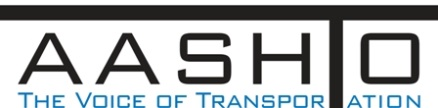 AASHTO
THE VOICE OF TRANSPORTATION